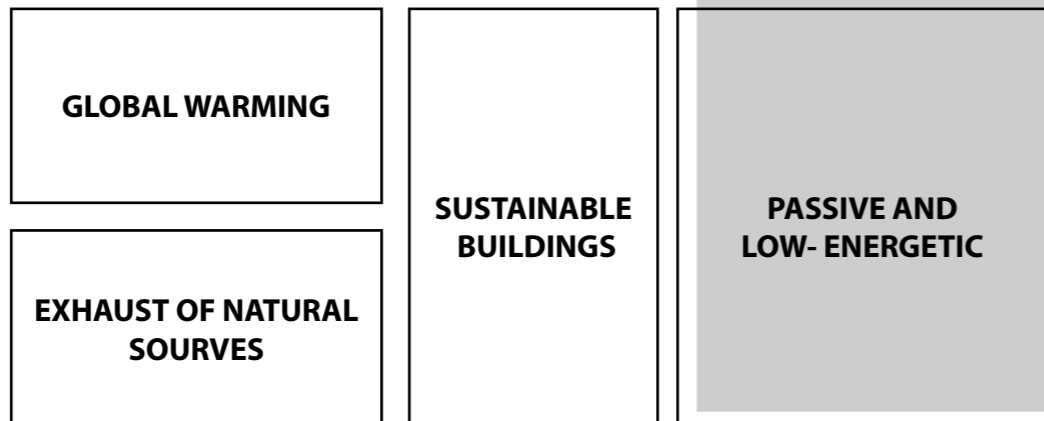 GLOBAL WARMING
EXHAUST OF NATURAL
SOURVES
SUSTAINABLE
BUILDINGS
PASSIVE AND
LOW- ENERGETIC